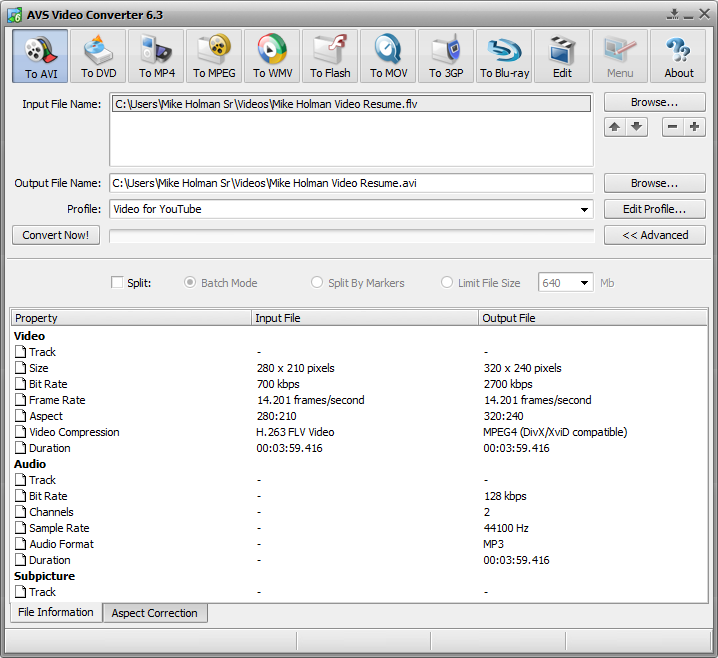 AVS Video Converter 6.3
To AVI To DVD To MP4 To MPEG To WMV To Flash To MOV To 3GP To Blu-ray Edit Menu About
Input File Name: C:\Users\Mike Holman Sr\Videos\Mike Holman Video Resume.flv Browse...
Output File Name: C:\Users\Mike Holman Sr\Videos\Mike Holman Video Resume.avi Browse...
Profile: Video for YouTube Edit Profile...
Convert Now! << Advanced
Split: Batch Mode Split By Markers Limit File Size 640 Mb
Property Input File Output File
Video
Track - -
Size 280 x 210 pixels 320 x 240 pixels
Bit Rate 700 kbps 2700 kbps
Frame Rate 14.201 frames/second 14.201 frames/second
Aspect 280:210 320:240
Video Compression H.263 FLV Video MPEG4 (DivX/XviD compatible)
Duration 00:03:59.416 00:03:59.416
Audio
Track - -
Bit Rate - 128 kbps
Channels - 2
Sample Rate - 44100 Hz
Audio Format - MP3
Duration - 00:03:59.416
Subpicture
Track - -
File Information Aspect Correction